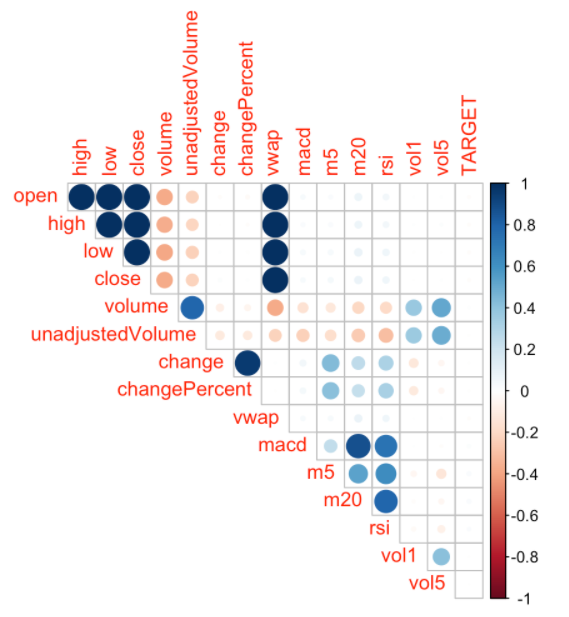 high
low
close
volume
unadjustedVolume
change
changePercent
vwap
macd
m5
m20
rsi
vol1
vol5
TARGET
open
high
low
close
volume
unadjustedVolume
change
changePercent
vwap
macd
m5
m20
rsi
vol1
vol5
1
0.8
0.6
0.4
0.2
0
-0.2
-0.4
-0.6
-0.8
-1